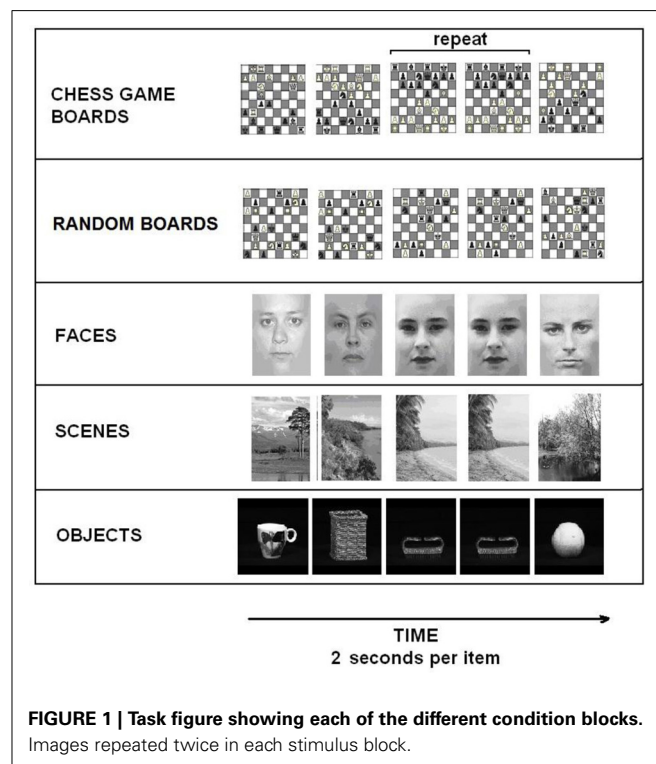 repeat
CHESS GAME
BOARDS
RANDOM BOARDS
FACES
SCENES
OBJECTS
TIME
2 seconds per item
FIGURE 1 | Task figure showing each of the different condition blocks.
Images repeated twice in each stimulus block.